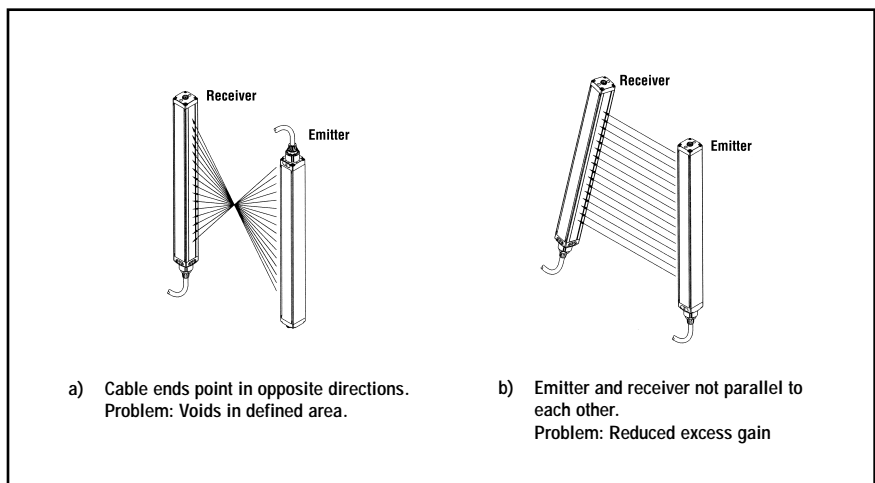 Receiver
Emitter
a) Cable ends point in opposite directions.
Problem: Voids in defined area.
Receiver
Emitter
b) Emitter and receiver not parallel to
each other.
Problem: Reduced excess gain